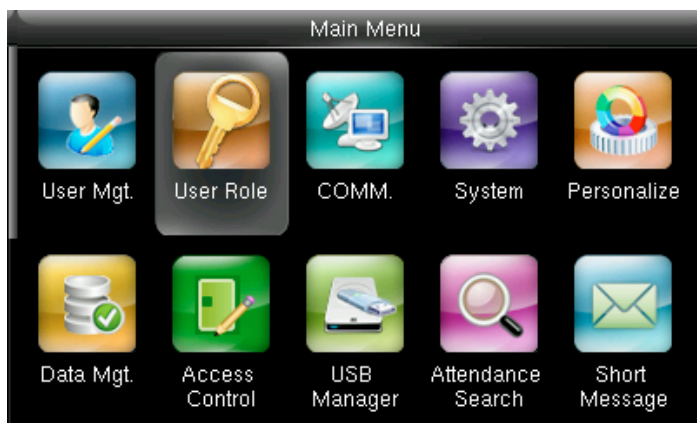 Main Menu
User Mgt.
User Role
COMM.
System
Personalize
Data Mgt.
Access
Control
USB
Manager
Attendance
Search
Short
Message